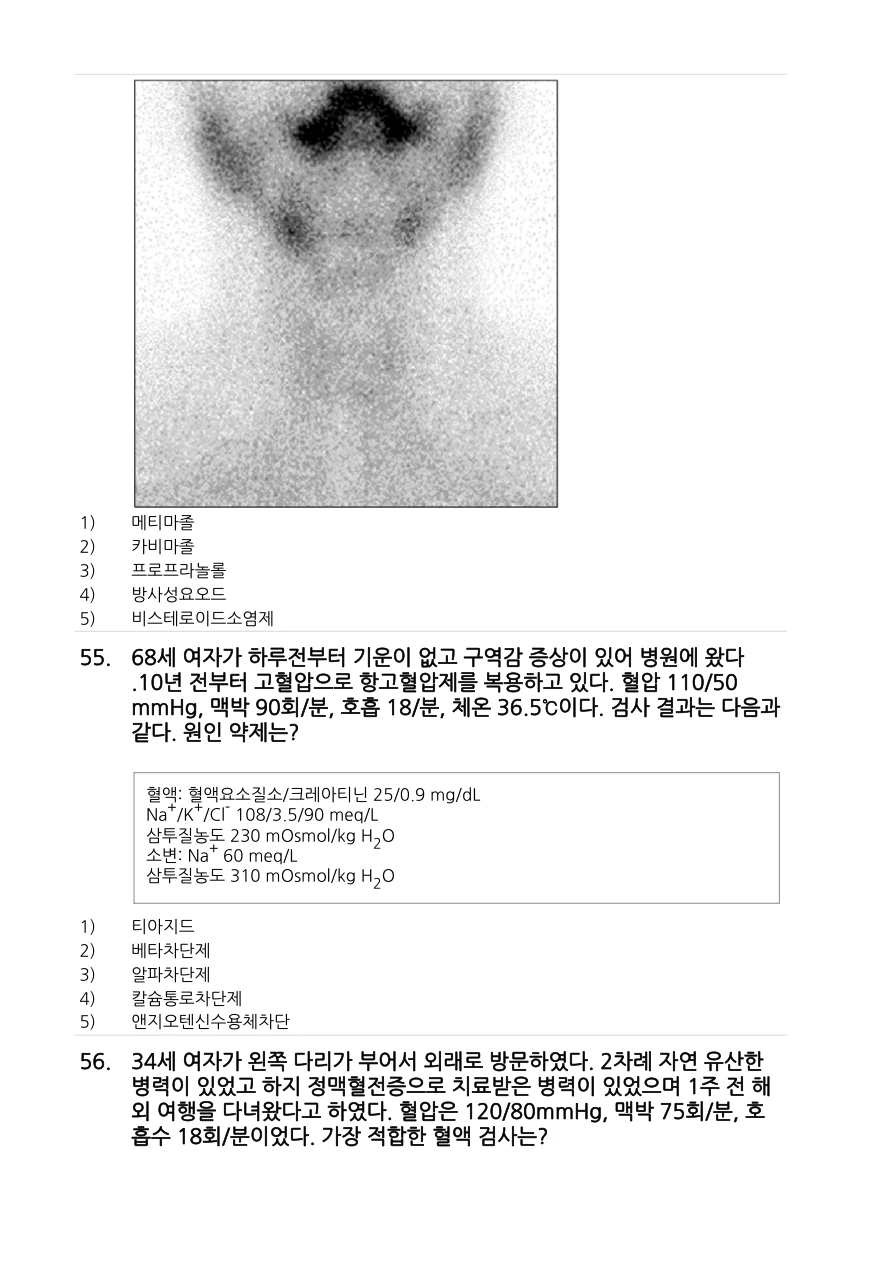 1) 메티마졸
2) 카비마졸
3) 프로프라놀롤
4) 방사성요오드
5) 비스테로이드소염제
55. 68세 여자가 하루전부터 기운이 없고 구역감 증상이 있어 병원에 왔다
.10년 전부터 고혈압으로 항고혈압제를 복용하고 있다. 혈압 110/50
mmHg, 맥박 90회/분, 호흡 18/분, 체온 36.5℃이다. 검사 결과는 다음과
같다. 원인 약제는?
혈액: 혈액요소질소/크레아티닌 25/0.9 mg/dL
Na⁺/K⁺/Cl⁻ 108/3.5/90 meq/L
삼투질농도 230 mOsmol/kg H₂O
소변: Na⁺ 60 meq/L
삼투질농도 310 mOsmol/kg H₂O
1) 티아지드
2) 베타차단제
3) 알파차단제
4) 칼슘통로차단제
5) 앤지오텐신수용체차단
56. 34세 여자가 왼쪽 다리가 부어서 외래로 방문하였다. 2차례 자연 유산한
병력이 있었고 하지 정맥혈전증으로 치료받은 병력이 있었으며 1주 전 해
외 여행을 다녀왔다고 하였다. 혈압은 120/80mmHg, 맥박 75회/분, 호
흡수 18회/분이었다. 가장 적합한 혈액 검사는?